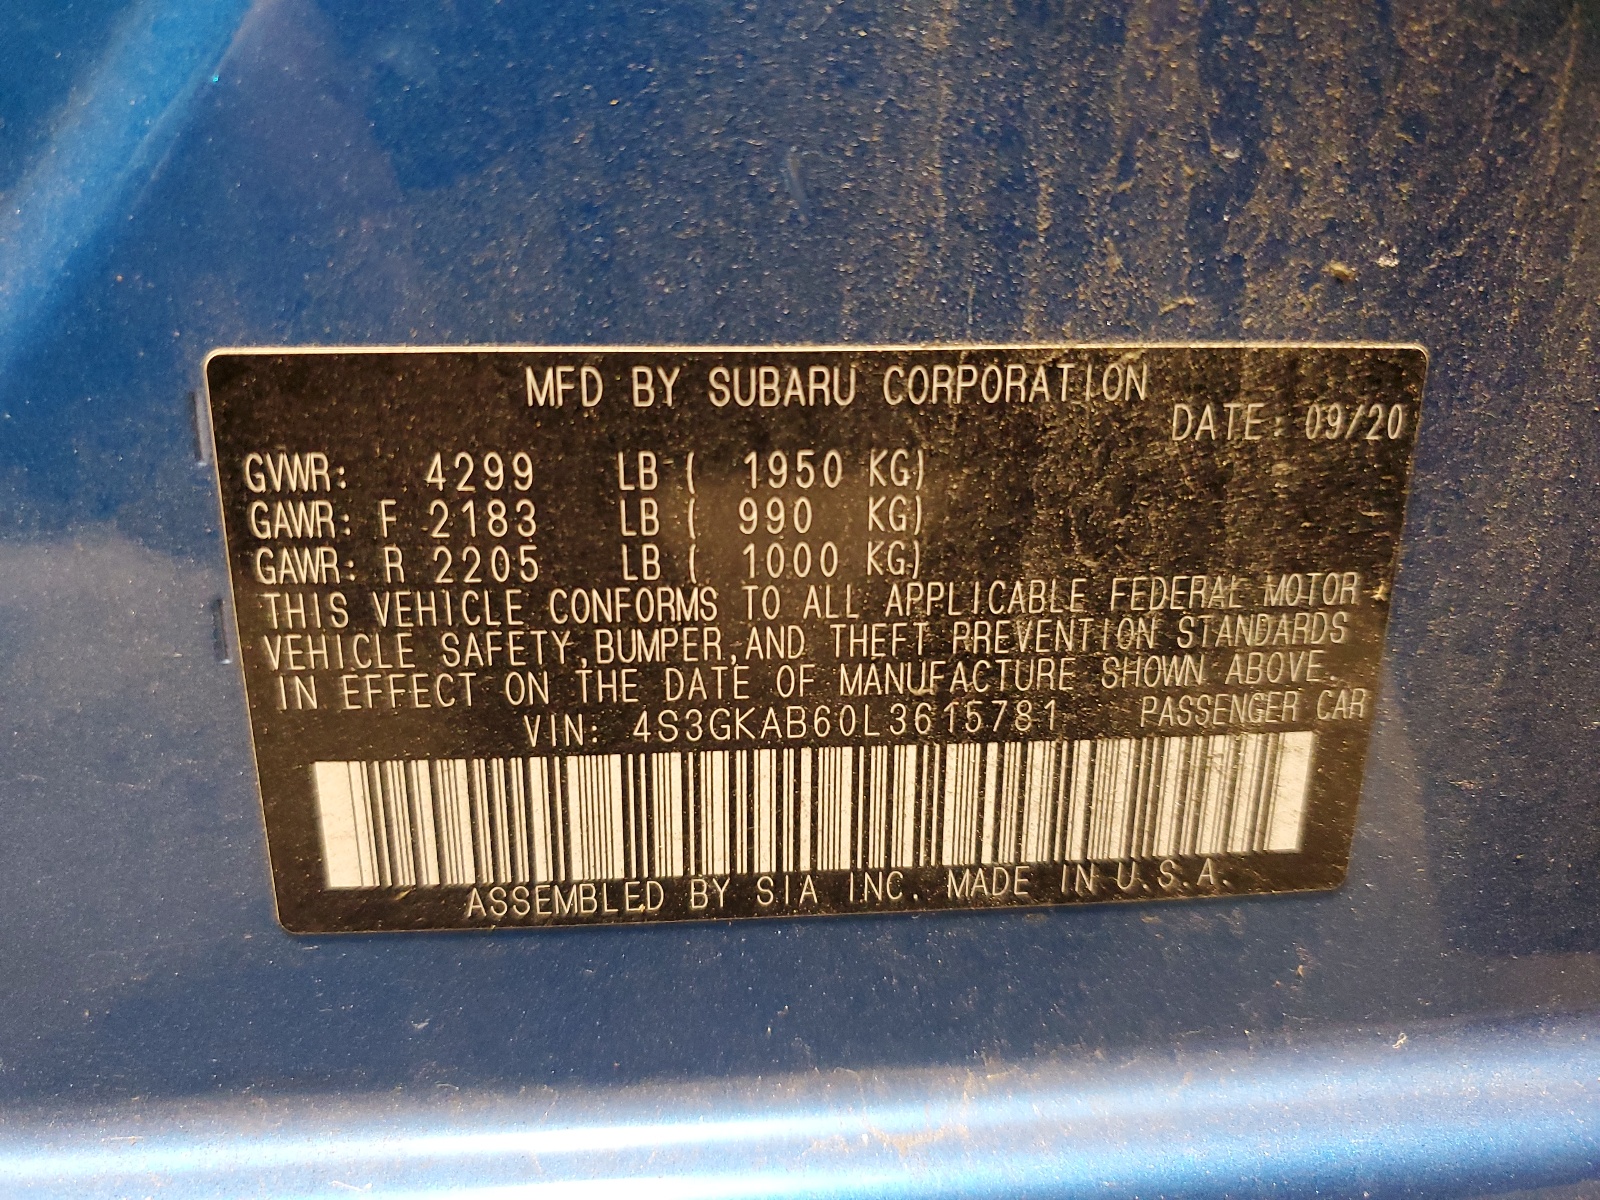 MFD BY SUBARU CORPORATION
DATE: 09/20
GVWR: 4299 LB ( 1950 KG)
GAWR: F 2183 LB ( 990 KG)
GAWR: R 2205 LB ( 1000 KG)
THIS VEHICLE CONFORMS TO ALL APPLICABLE FEDERAL MOTOR
VEHICLE SAFETY, BUMPER, AND THEFT PREVENTION STANDARDS
IN EFFECT ON THE DATE OF MANUFACTURE SHOWN ABOVE.
VIN: 4S3GKAB60L3615781 PASSENGER CAR
ASSEMBLED BY SIA INC. MADE IN U.S.A.